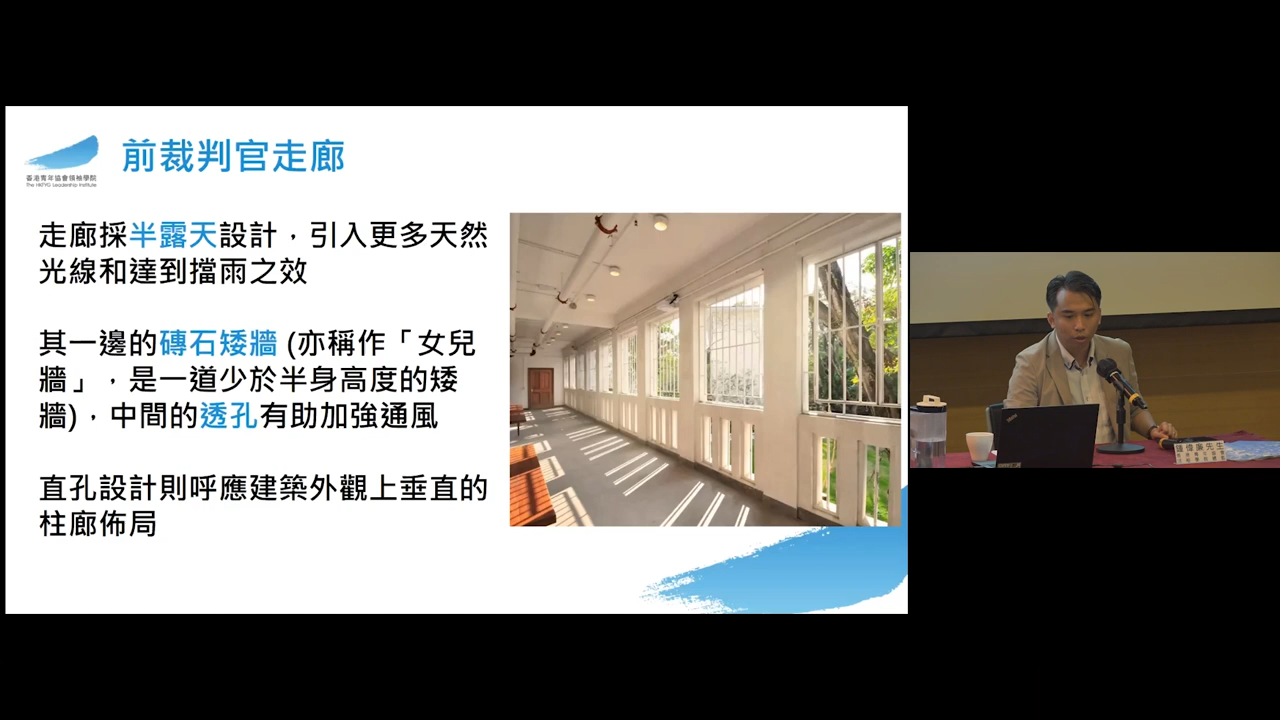 前裁判官走廊
香港青年協會領袖學院
The HKFYG Leadership Institute
走廊採半露天設計，引入更多天然
光線和達到擋雨之效
其一邊的磚石矮牆 (亦稱作「女兒
牆」，是一道少於半身高度的矮
牆)，中間的透孔有助加強通風
直孔設計則呼應建築外觀上垂直的
柱廊佈局